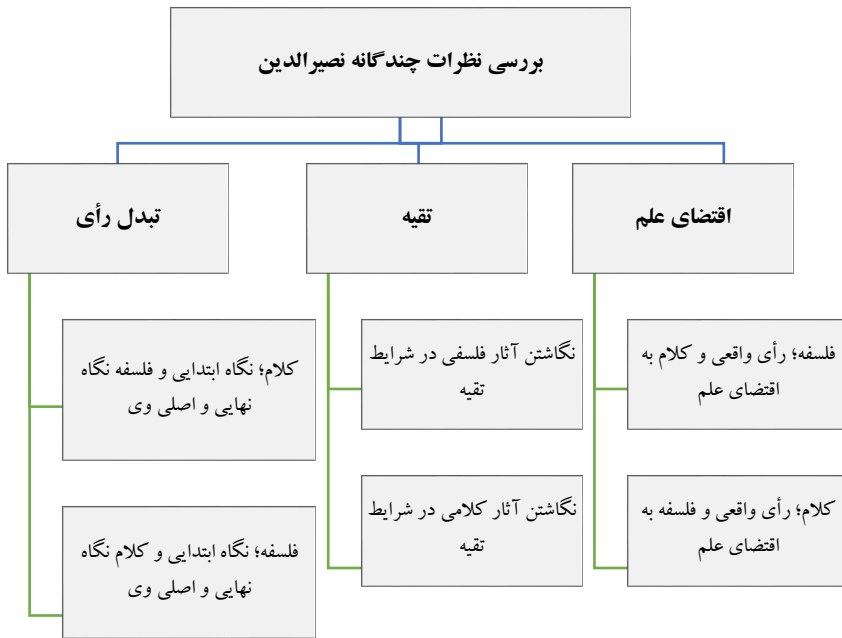 بررسی نظرات چندگانه نصیرالدین
اقتضای علم
فلسفه؛ رأی واقعی و کلام به
اقتضای علم
کلام؛ رأی واقعی و فلسفه به
اقتضای علم
تقیه
نگاشتن آثار فلسفی در شرایط
تقیه
نگاشتن آثار کلامی در شرایط
تقیه
تبدل رأی
کلام؛ نگاه ابتدایی و فلسفه نگاه
نهایی و اصلی وی
فلسفه؛ نگاه ابتدایی و کلام نگاه
نهایی و اصلی وی